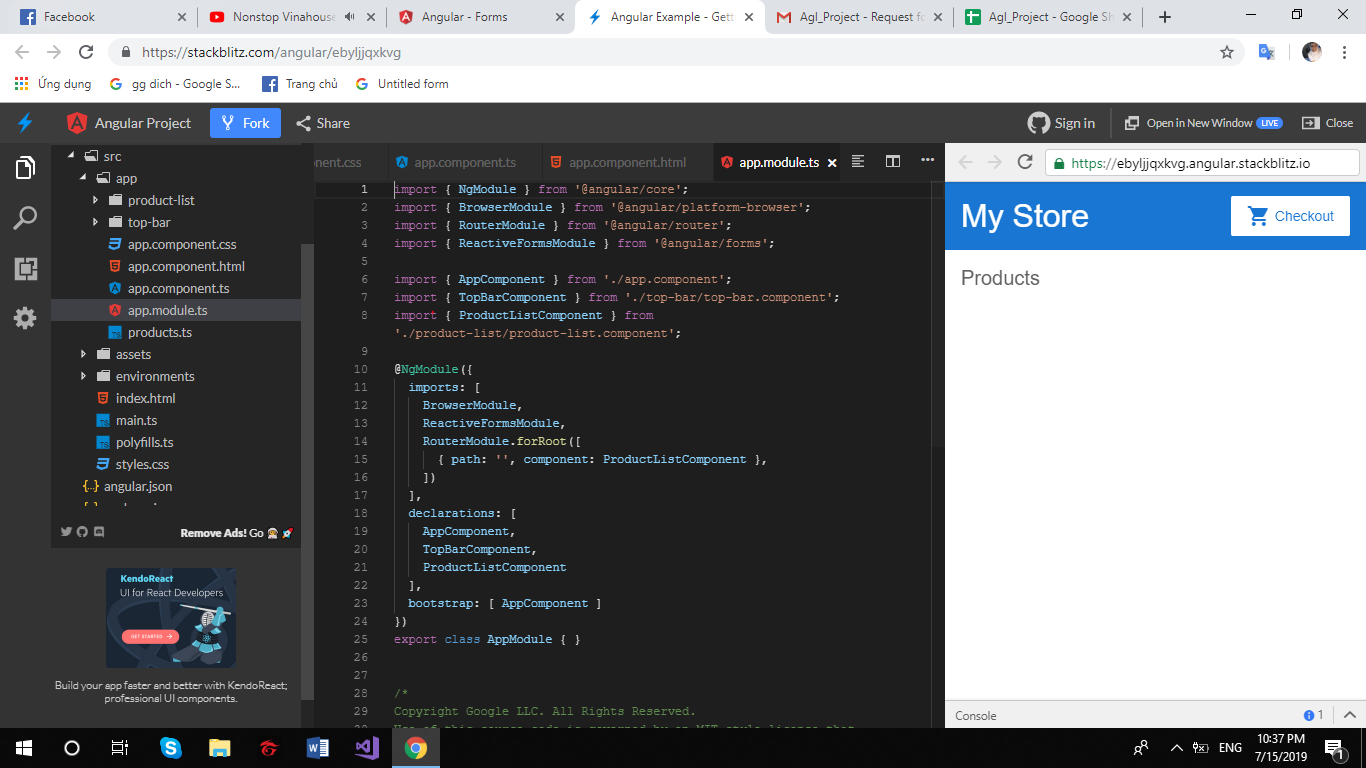 Facebook
Nonstop Vinahouse
Angular - Forms
Angular Example - Gett
Agl_Project - Request fo
Agl_Project - Google Sh
https://stackblitz.com/angular/ebyljjqxkvg
Ứng dụng
gg dich - Google S...
Trang chủ
Untitled form
Angular Project
Fork
Share
Sign in
Open in New Window LIVE
Close
src
app
product-list
top-bar
app.component.css
app.component.html
app.component.ts
app.module.ts
products.ts
assets
environments
index.html
main.ts
polyfills.ts
styles.css
angular.json
Remove Ads! Go
KendoReact
UI for React Developers
GET STARTED
Build your app faster and better with KendoReact;
professional UI components.
onent.css
app.component.ts
app.component.html
app.module.ts
1 import { NgModule } from '@angular/core';
2 import { BrowserModule } from '@angular/platform-browser';
3 import { RouterModule } from '@angular/router';
4 import { ReactiveFormsModule } from '@angular/forms';
5
6 import { AppComponent } from './app.component';
7 import { TopBarComponent } from './top-bar/top-bar.component';
8 import { ProductListComponent } from
'./product-list/product-list.component';
9
10 @NgModule({
11 imports: [
12 BrowserModule,
13 ReactiveFormsModule,
14 RouterModule.forRoot([
15 { path: '', component: ProductListComponent },
16 ])
17 ],
18 declarations: [
19 AppComponent,
20 TopBarComponent,
21 ProductListComponent
22 ],
23 bootstrap: [ AppComponent ]
24 })
25 export class AppModule { }
26
27
28 /*
29 Copyright Google LLC. All Rights Reserved.
https://ebyljjqxkvg.angular.stackblitz.io
My Store
Checkout
Products
Console
1
ENG
10:37 PM
7/15/2019
1